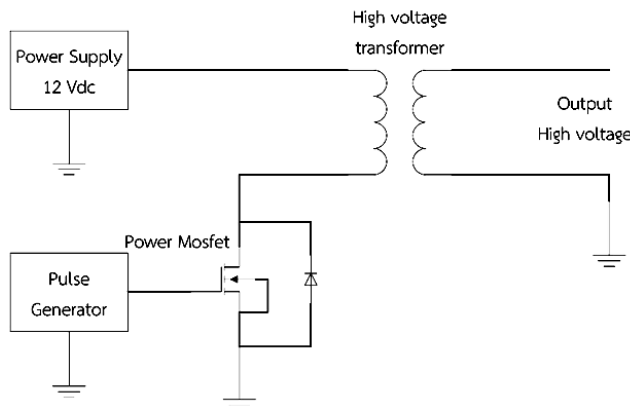 High voltage
transformer
Power Supply
12 Vdc
Output
High voltage
Power Mosfet
Pulse
Generator